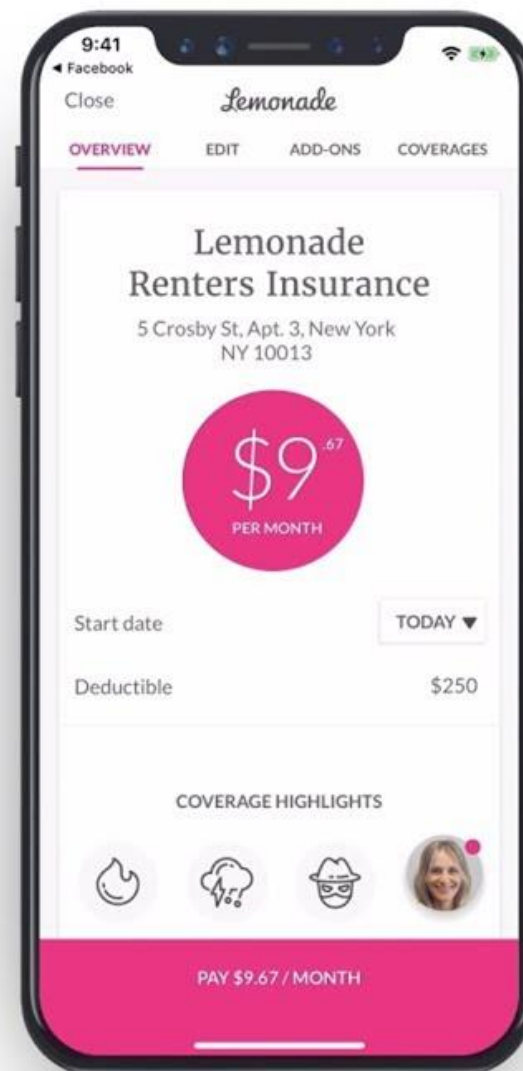 9:41
◀ Facebook
Close
Lemonade
OVERVIEW EDIT ADD-ONS COVERAGES
Lemonade
Renters Insurance
5 Crosby St, Apt. 3, New York
NY 10013
$9.67
PER MONTH
Start date TODAY ▼
Deductible $250
COVERAGE HIGHLIGHTS
PAY $9.67 / MONTH